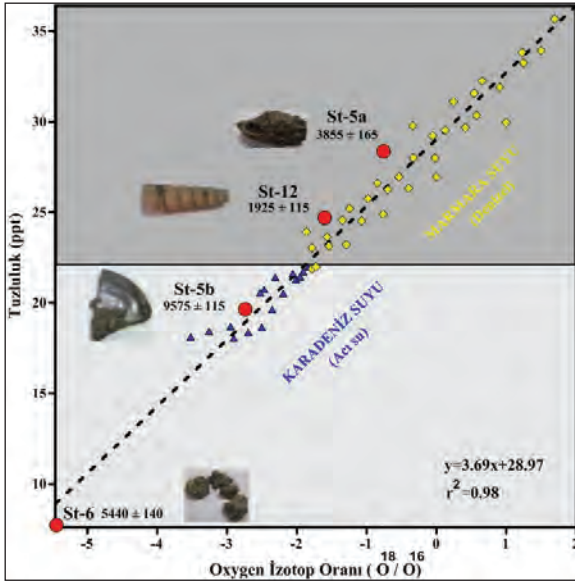 35
30
25
20
15
10
Tuzluluk (ppt)
St-5a
3855 ± 165
St-12
1925 ± 115
St-5b
9575 ± 115
St-6 5440 ± 140
MARMARA SUYU
KARADENİZ SUYU
(Acı su)
y=3.69x+28.97
r²=0.98
-5 -4 -3 -2 -1 0 1 2
Oxygen İzotop Oranı (¹⁸O/¹⁶O)